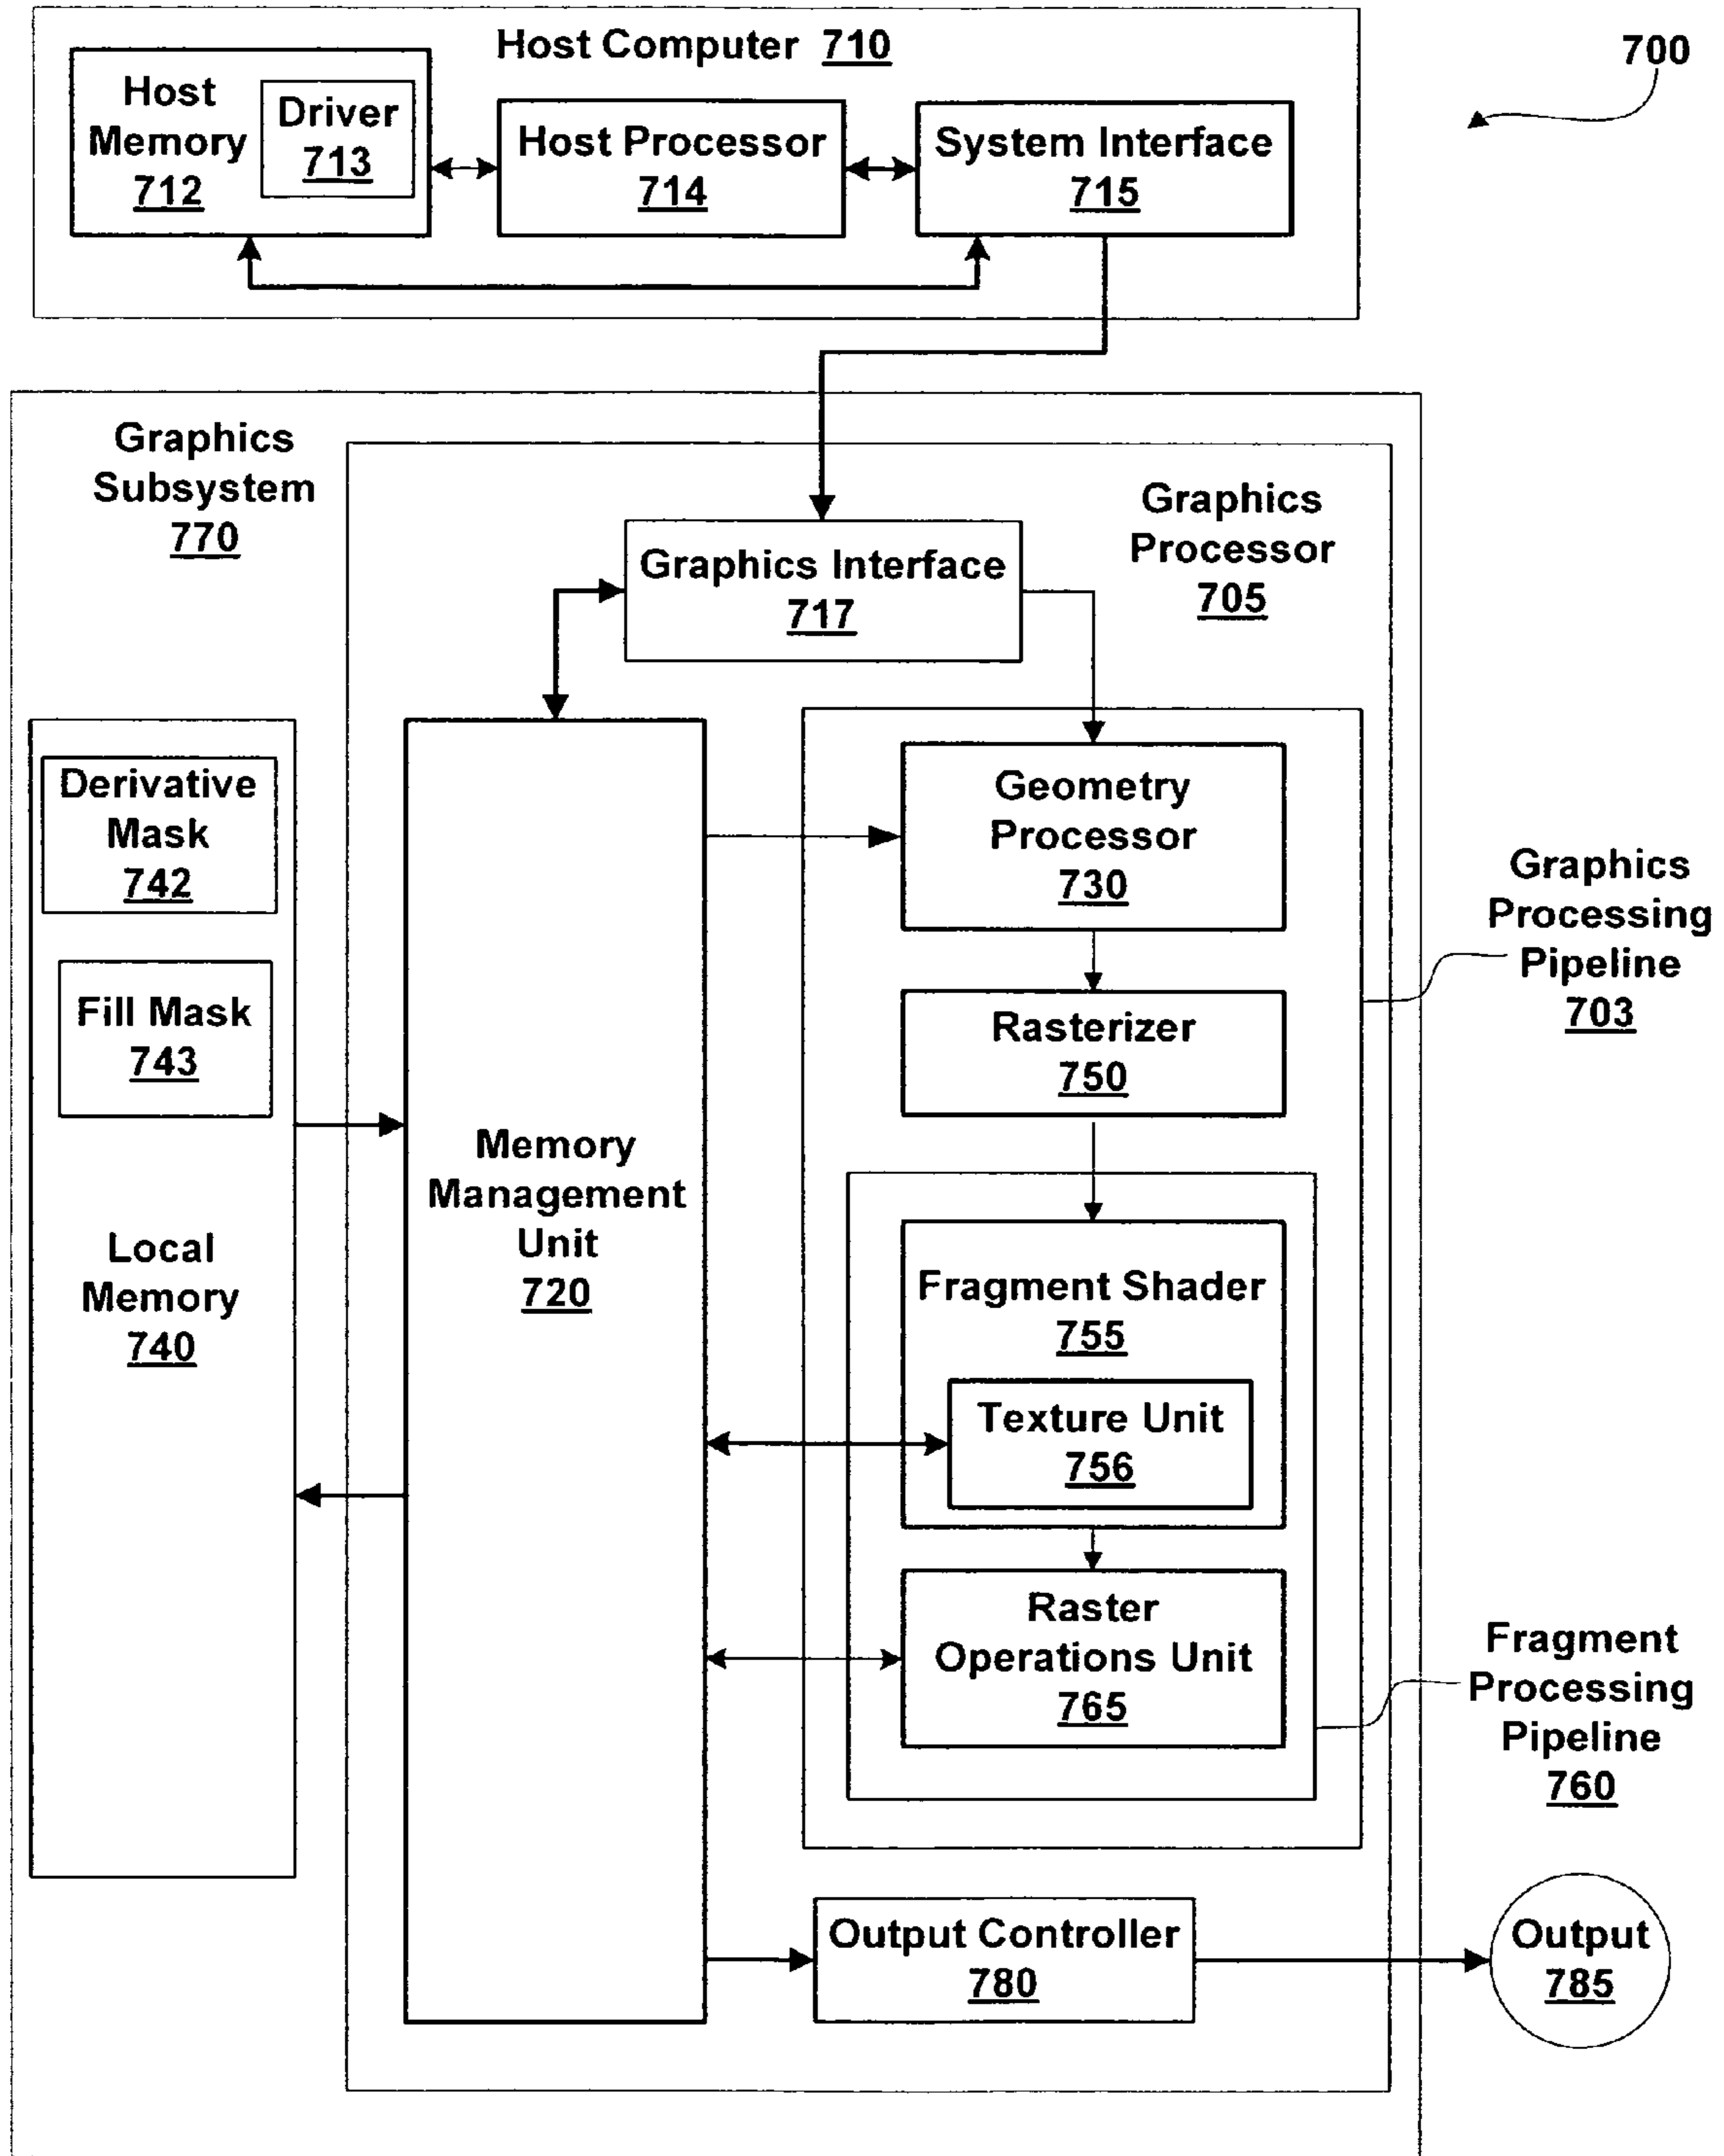 Host Computer 710
700
Host
Memory
712
Driver
713
Host Processor
714
System Interface
715
Graphics
Subsystem
770
Graphics
Processor
705
Graphics Interface
717
Derivative
Mask
742
Fill Mask
743
Local
Memory
740
Memory
Management
Unit
720
Geometry
Processor
730
Rasterizer
750
Graphics
Processing
Pipeline
703
Fragment Shader
755
Texture Unit
756
Raster
Operations Unit
765
Fragment
Processing
Pipeline
760
Output Controller
780
Output
785